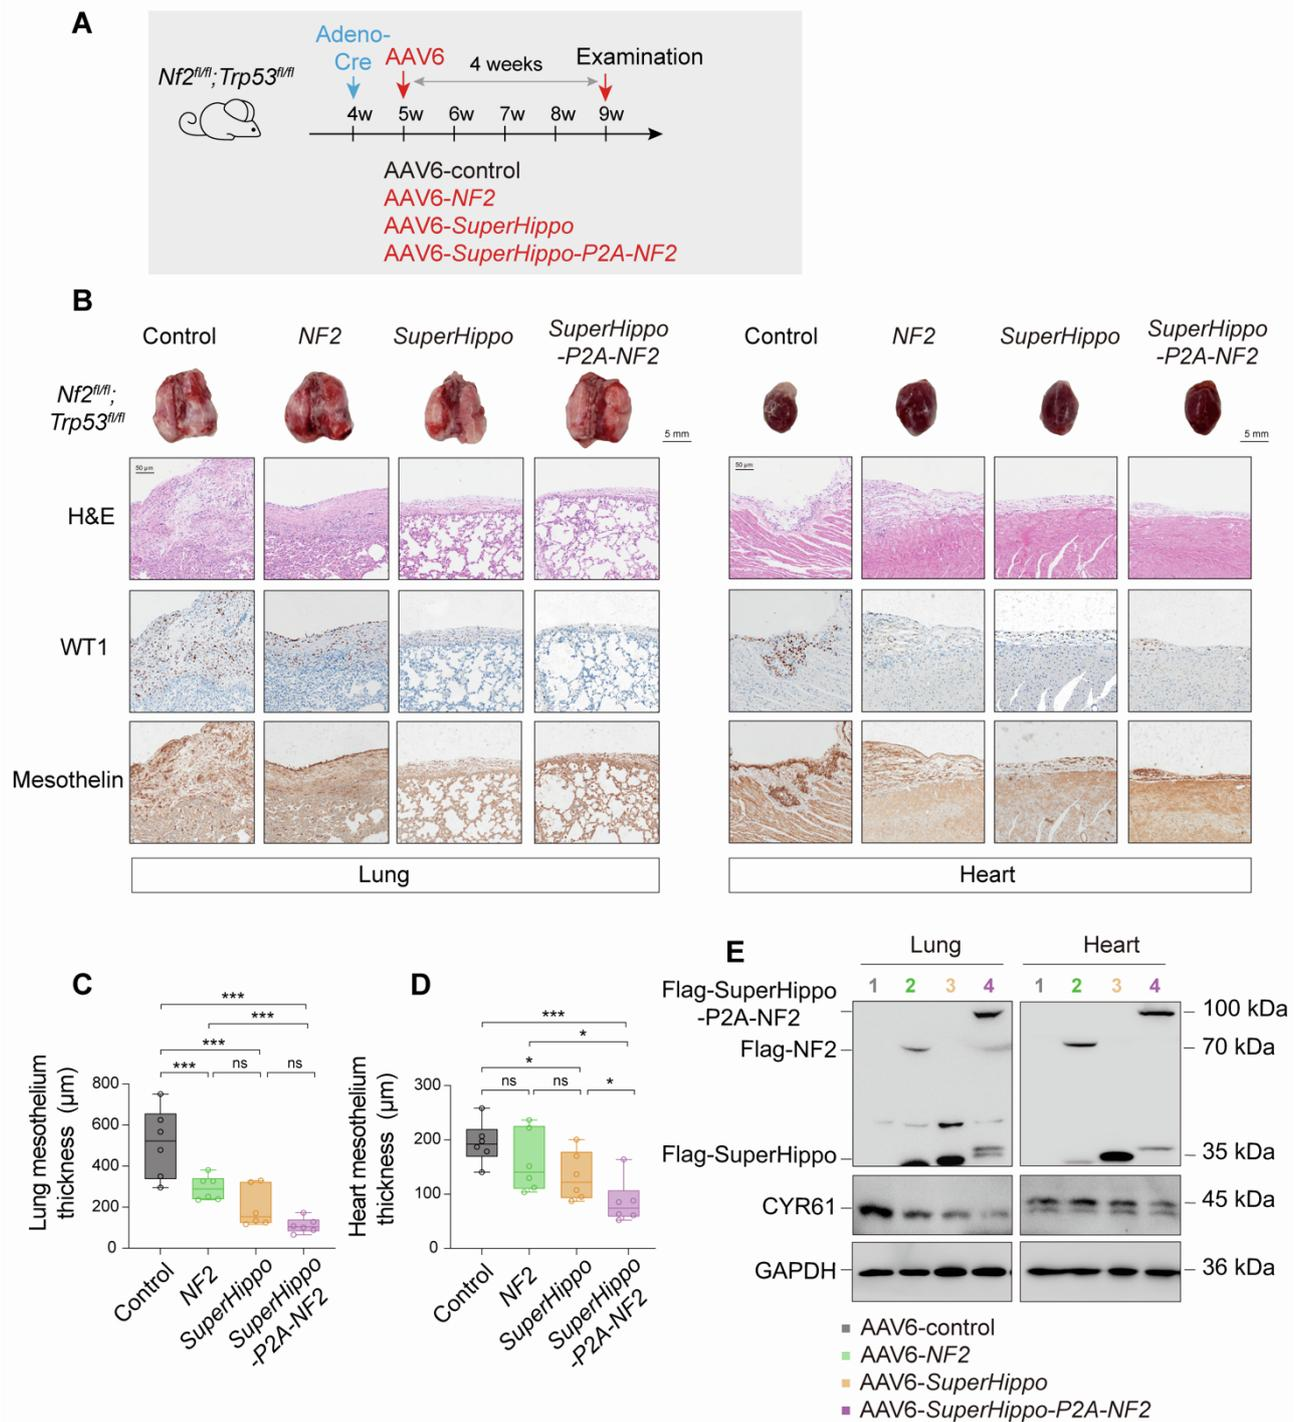 A
Adeno-
Cre
AAV6
4 weeks
Examination
Nf2fl/fl;Trp53fl/fl
4w 5w 6w 7w 8w 9w
AAV6-control
AAV6-NF2
AAV6-SuperHippo
AAV6-SuperHippo-P2A-NF2
B
Control NF2 SuperHippo SuperHippo
-P2A-NF2
Control NF2 SuperHippo SuperHippo
-P2A-NF2
Nf2fl/fl;
Trp53fl/fl
5 mm
5 mm
50 µm
50 µm
H&E
WT1
Mesothelin
Lung
Heart
C
***
***
***
*** ns ns
Lung mesothelium
thickness (µm)
800
600
400
200
0
Control
NF2
SuperHippo
SuperHippo
-P2A-NF2
D
***
*
*
ns ns *
Heart mesothelium
thickness (µm)
300
200
100
0
Control
NF2
SuperHippo
SuperHippo
-P2A-NF2
E
Lung Heart
1 2 3 4 1 2 3 4
Flag-SuperHippo
-P2A-NF2
100 kDa
Flag-NF2
70 kDa
Flag-SuperHippo
35 kDa
CYR61
45 kDa
GAPDH
36 kDa
AAV6-control
AAV6-NF2
AAV6-SuperHippo
AAV6-SuperHippo-P2A-NF2